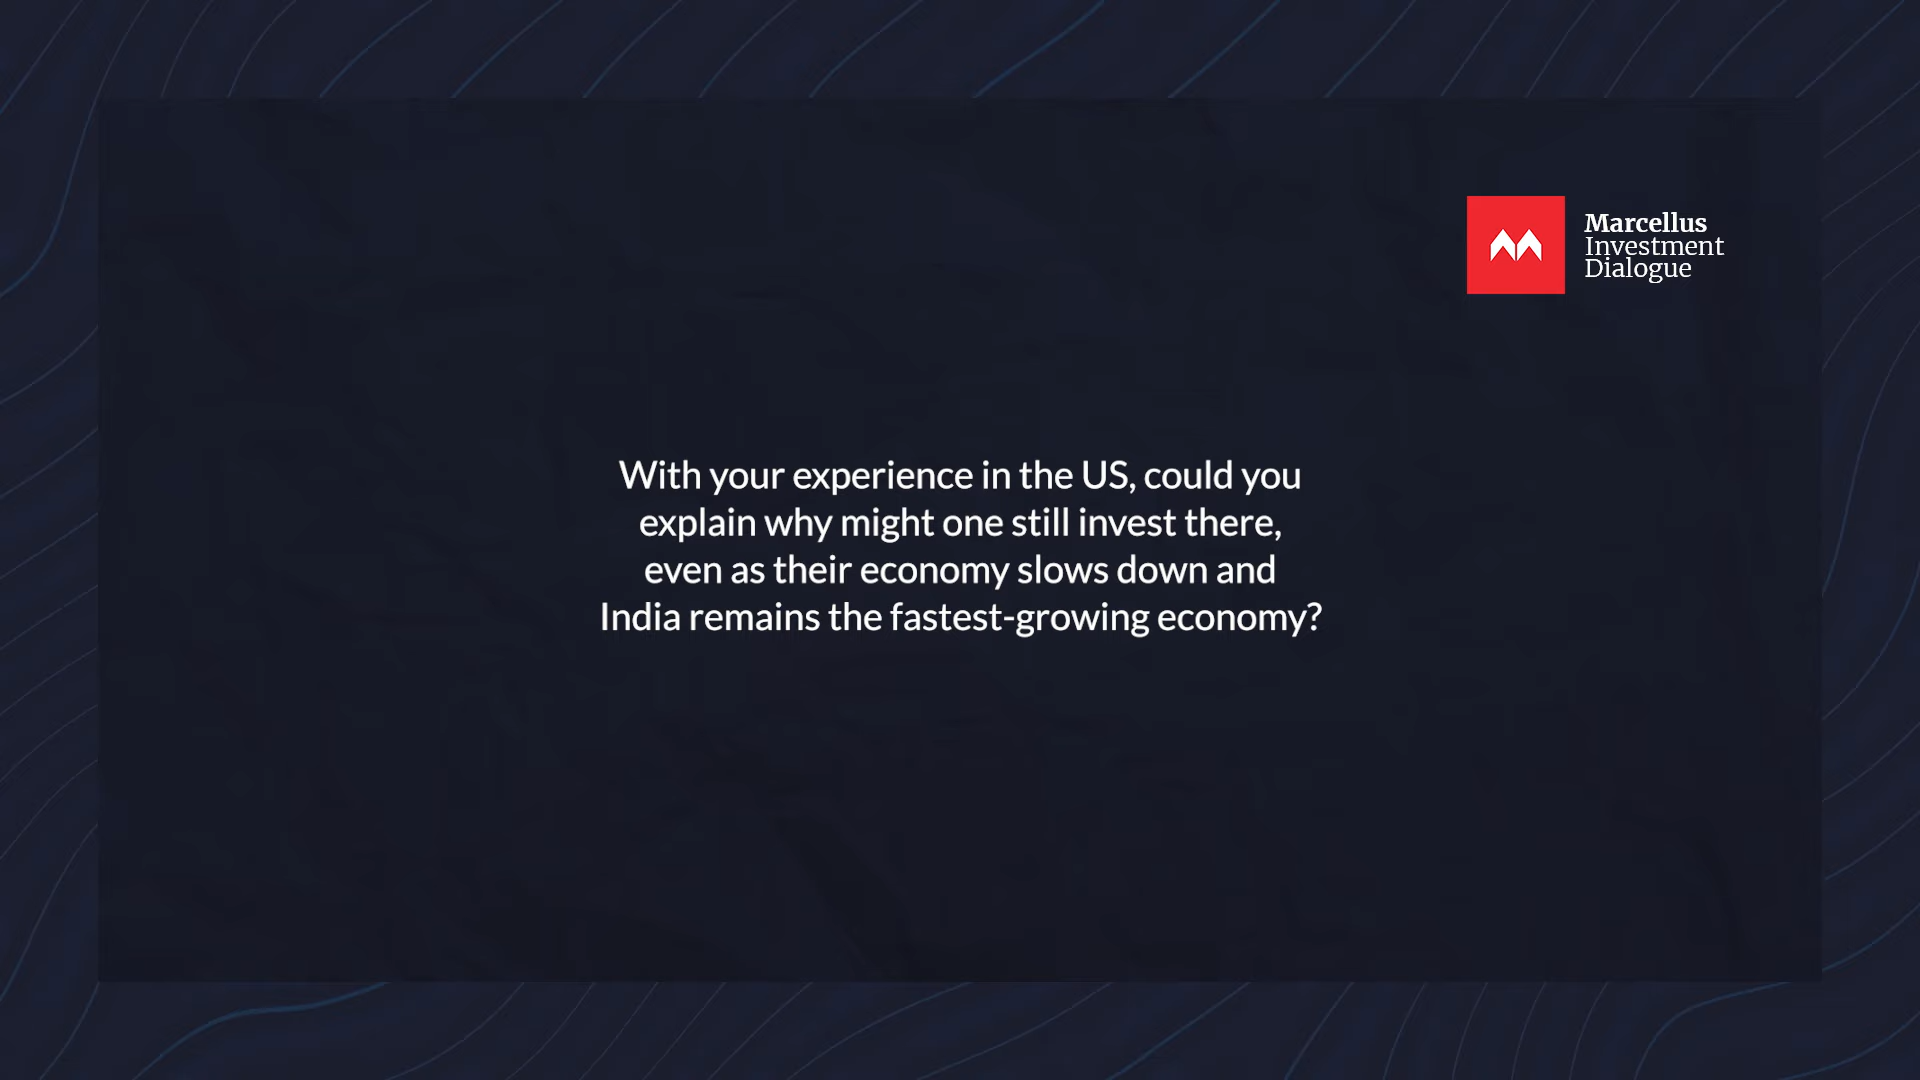 Marcellus
Investment
Dialogue
With your experience in the US, could you
explain why might one still invest there,
even as their economy slows down and
India remains the fastest-growing economy?